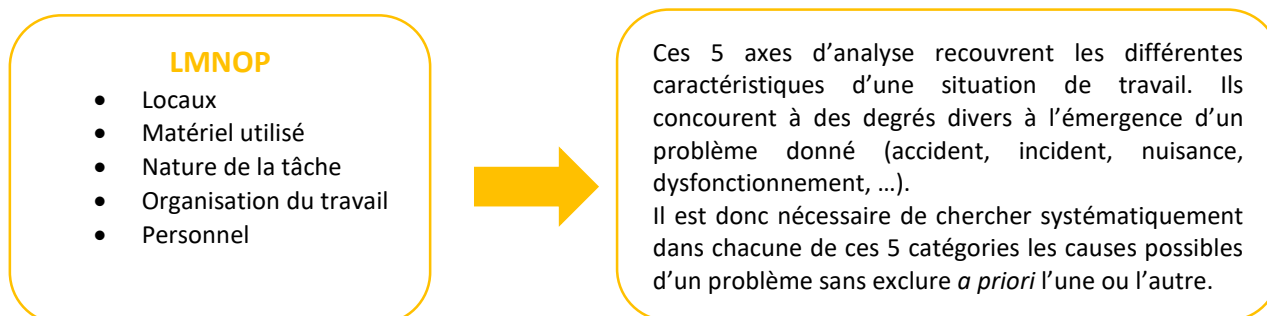 LMNOP
• Locaux
• Matériel utilisé
• Nature de la tâche
• Organisation du travail
• Personnel
Ces 5 axes d’analyse recouvrent les différentes
caractéristiques d’une situation de travail. Ils
concourent à des degrés divers à l’émergence d’un
problème donné (accident, incident, nuisance,
dysfonctionnement, …).
Il est donc nécessaire de chercher systématiquement
dans chacune de ces 5 catégories les causes possibles
d’un problème sans exclure a priori l’une ou l’autre.